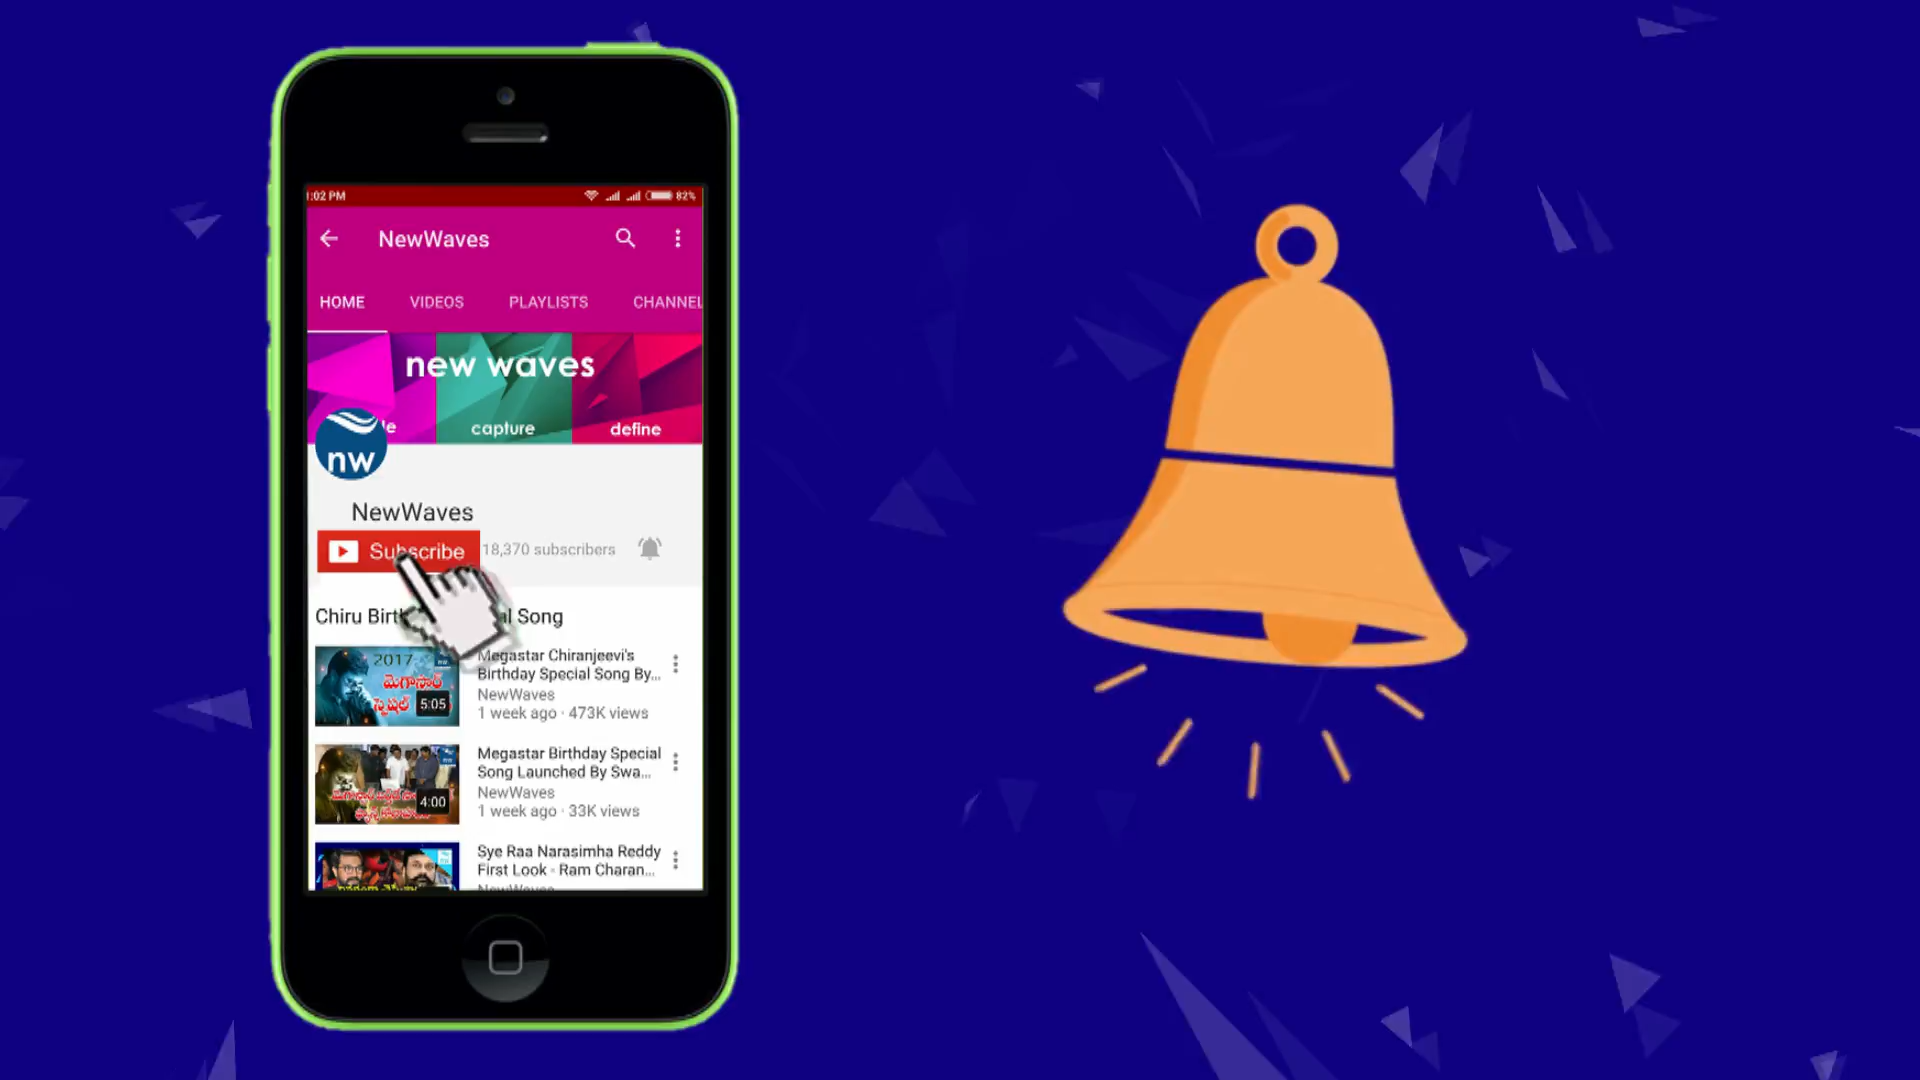 1:02 PM
82%
NewWaves
HOME VIDEOS PLAYLISTS CHANNEL
new waves
capture define
nw
NewWaves
Subscribe 18,370 subscribers
Song
2017
మెగాస్టార్
స్పెషల్
5:05
Megastar Chiranjeevi's
Birthday Special Song By...
NewWaves
1 week ago · 473K views
4:00
Megastar Birthday Special
Song Launched By Swa...
NewWaves
1 week ago · 33K views
Sye Raa Narasimha Reddy
First Look - Ram Charan...
NewWaves